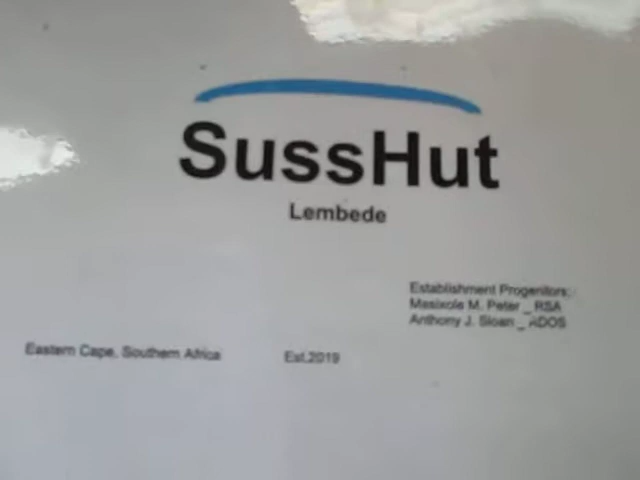 SussHut
Lembede
Establishment Progenitors:
Masixole M. Peter _ RSA
Anthony J. Sloan _ ADOS
Eastern Cape, Southern Africa
Est.2019